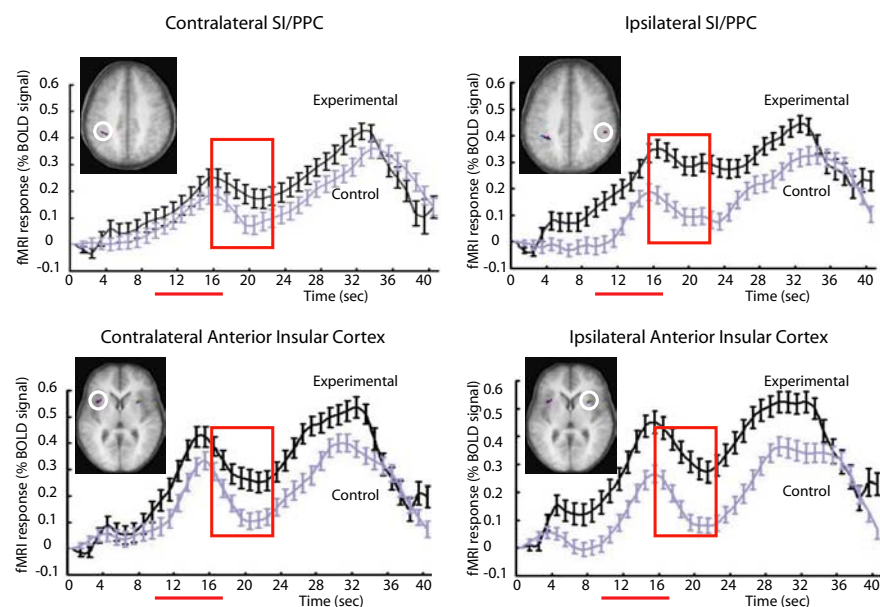 Contralateral SI/PPC
fMRI response (% BOLD signal)
0.6
0.5
0.4
0.3
0.2
0.1
0
-0.1
Experimental
Control
0 4 8 12 16 20 24 28 32 36 40
Time (sec)
Ipsilateral SI/PPC
fMRI response (% BOLD signal)
0.6
0.5
0.4
0.3
0.2
0.1
0
-0.1
Experimental
Control
0 4 8 12 16 20 24 28 32 36 40
Time (sec)
Contralateral Anterior Insular Cortex
fMRI response (% BOLD signal)
0.6
0.5
0.4
0.3
0.2
0.1
0
-0.1
Experimental
Control
0 4 8 12 16 20 24 28 32 36 40
Time (sec)
Ipsilateral Anterior Insular Cortex
fMRI response (% BOLD signal)
0.6
0.5
0.4
0.3
0.2
0.1
0
-0.1
Experimental
Control
0 4 8 12 16 20 24 28 32 36 40
Time (sec)